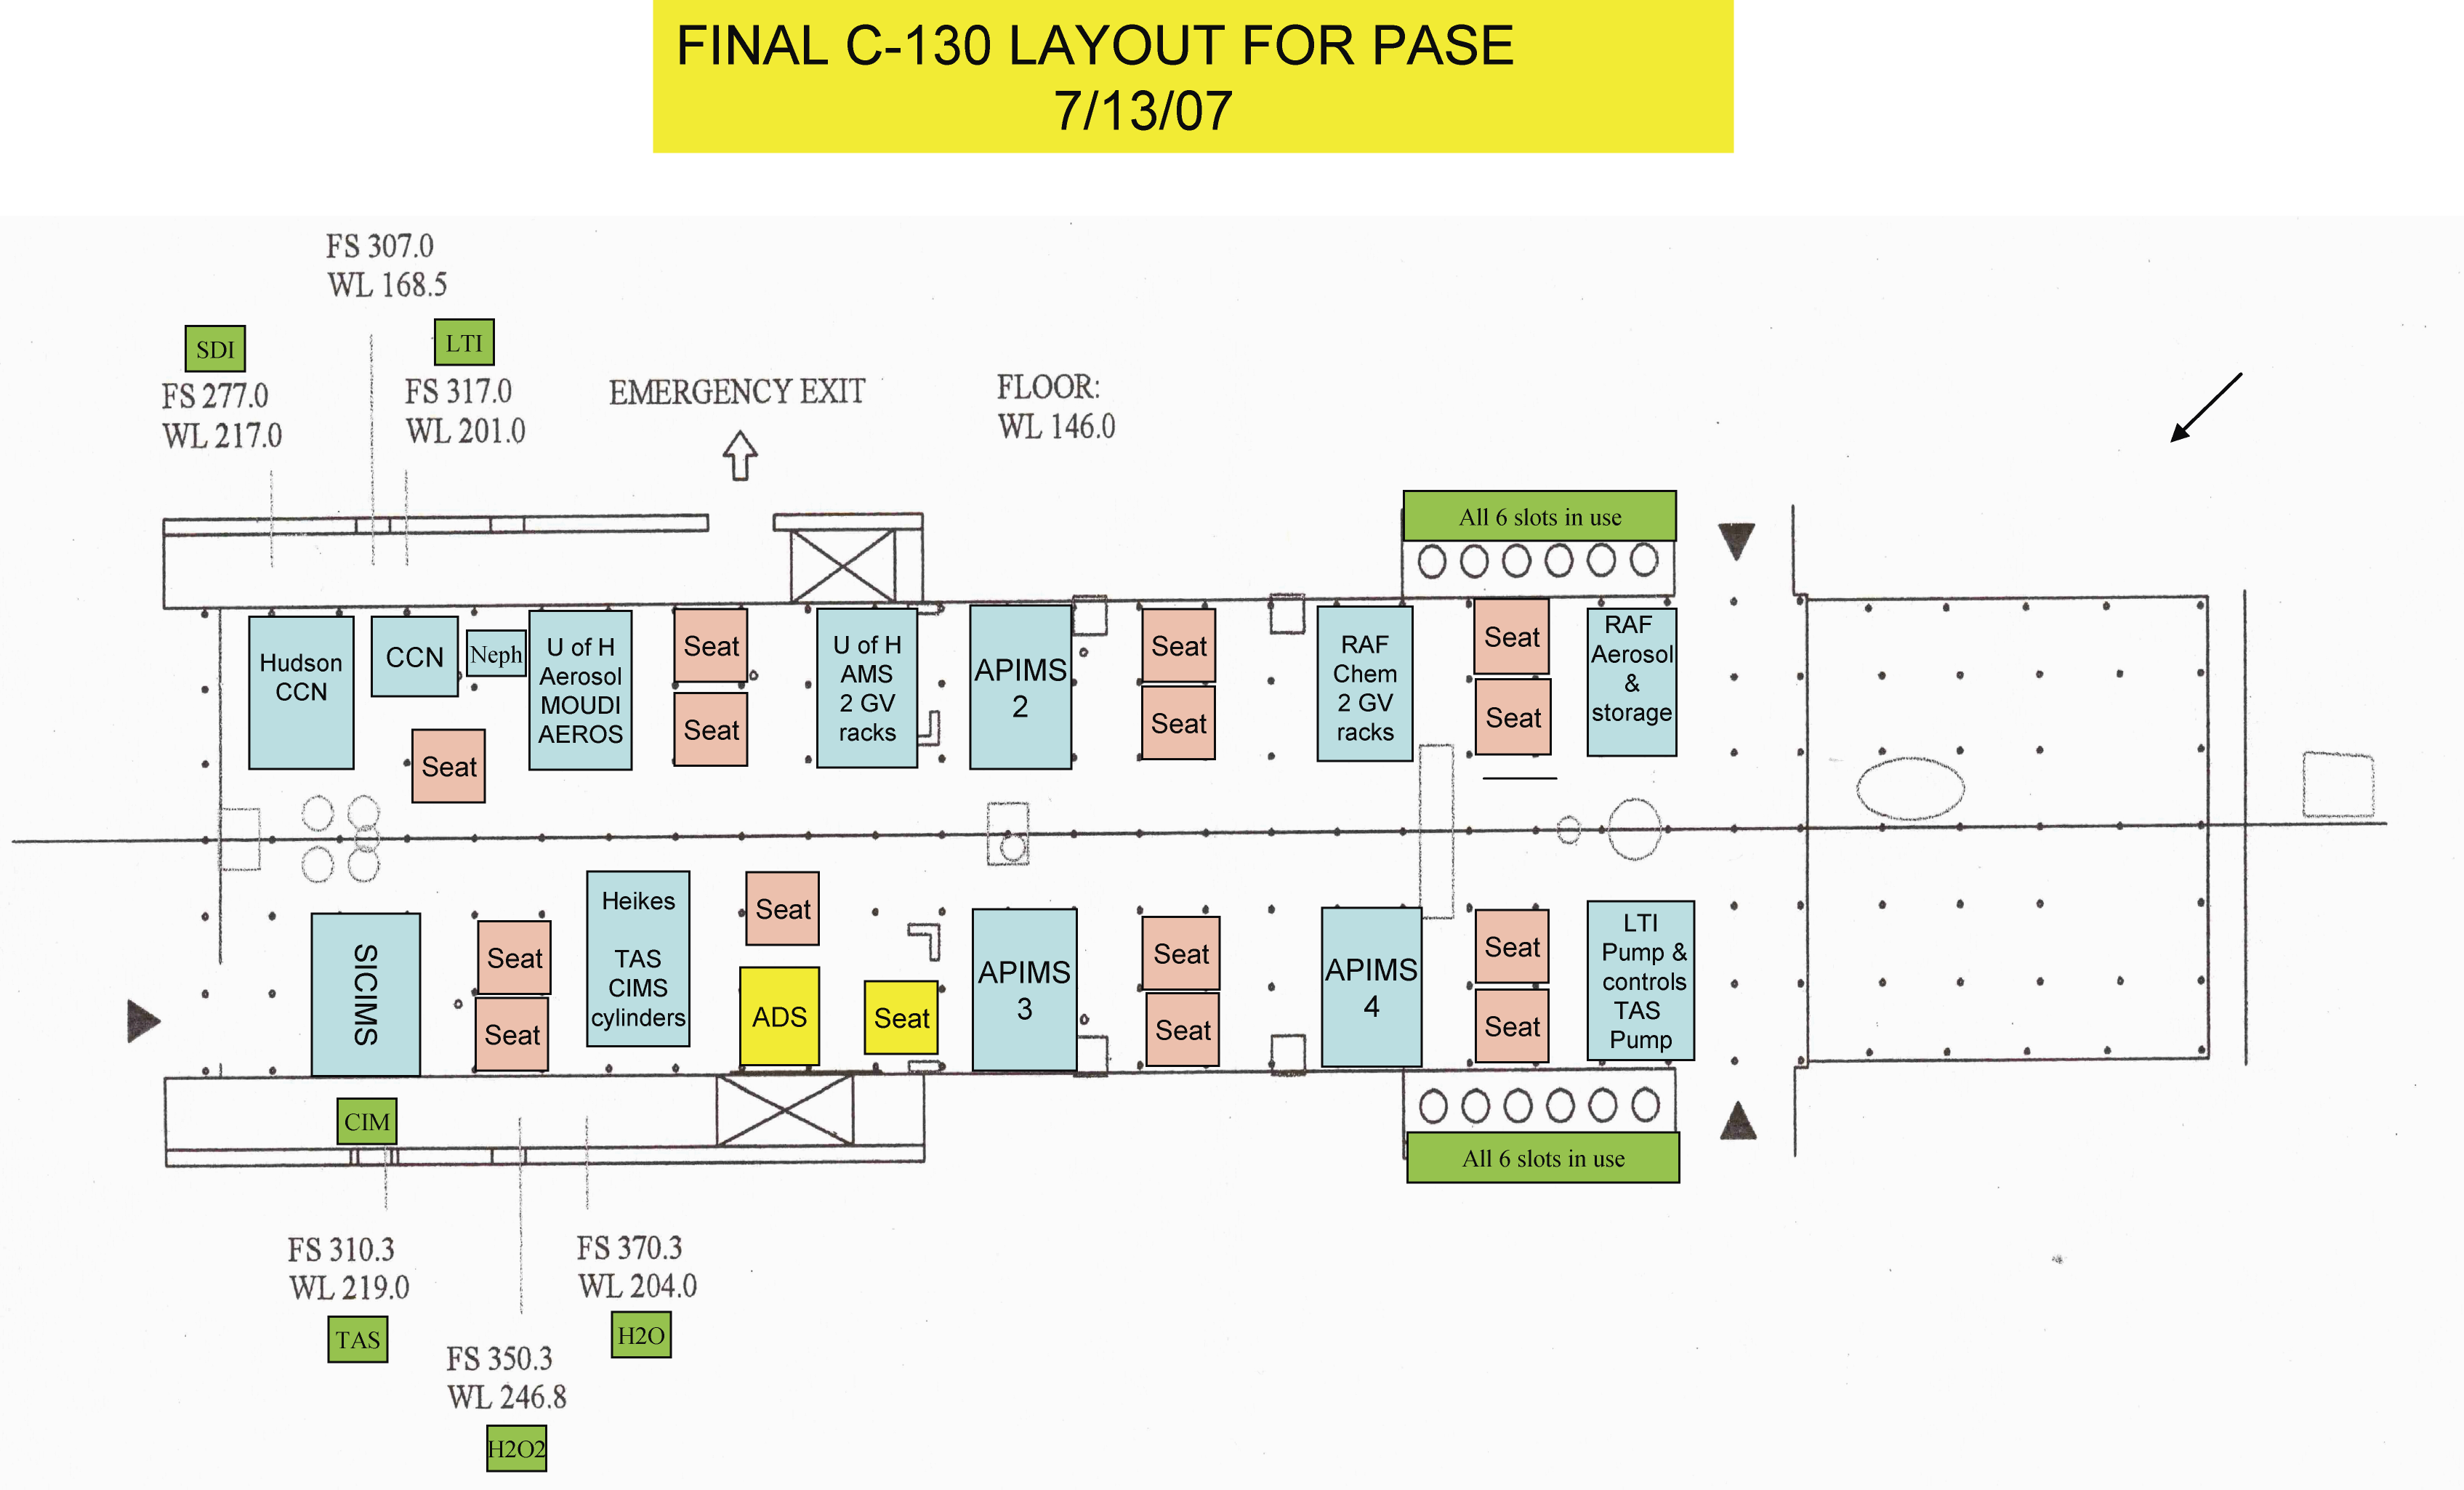 FINAL C-130 LAYOUT FOR PASE
7/13/07
FS 307.0
WL 168.5
SDI
LTI
FS 277.0
WL 217.0
FS 317.0
WL 201.0
EMERGENCY EXIT
FLOOR:
WL 146.0
All 6 slots in use
Hudson
CCN
CCN
Neph
U of H
Aerosol
MOUDI
AEROS
Seat
Seat
Seat
U of H
AMS
2 GV
racks
APIMS
2
Seat
Seat
RAF
Chem
2 GV
racks
Seat
Seat
RAF
Aerosol
&
storage
SICIMS
Seat
Seat
Heikes
TAS
CIMS
cylinders
Seat
ADS
Seat
APIMS
3
Seat
Seat
APIMS
4
Seat
Seat
LTI
Pump &
controls
TAS
Pump
CIM
All 6 slots in use
FS 310.3
WL 219.0
TAS
FS 370.3
WL 204.0
H2O
FS 350.3
WL 246.8
H2O2